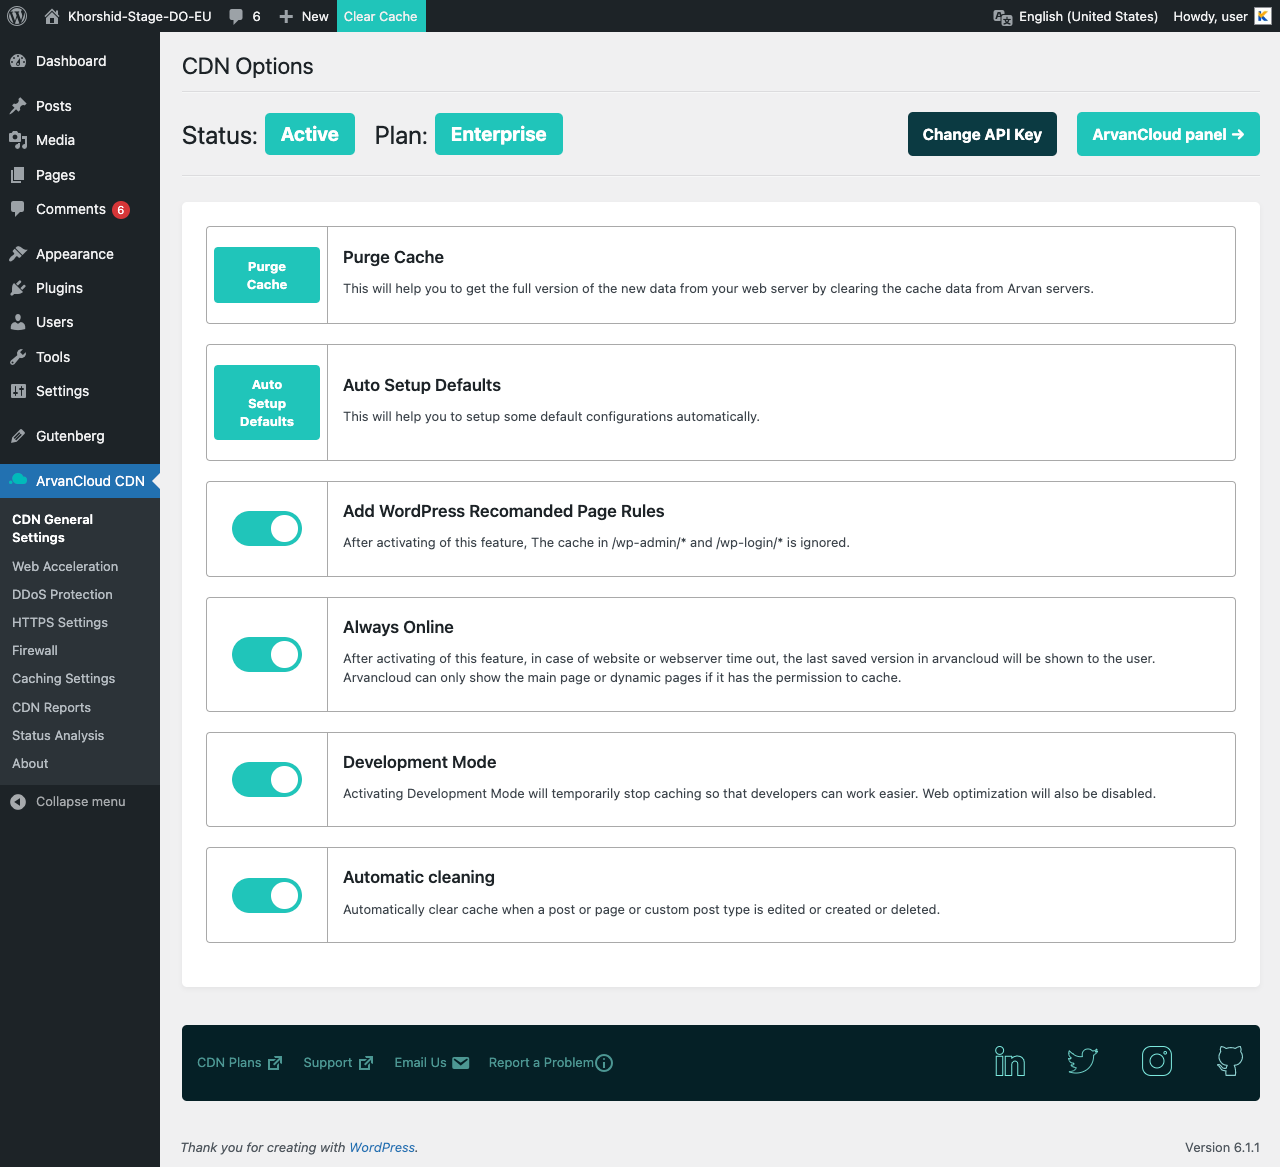 Khorshid-Stage-DO-EU
6
New
Clear Cache
English (United States)
Howdy, user
Dashboard
Posts
Media
Pages
Comments 6
Appearance
Plugins
Users
Tools
Settings
Gutenberg
ArvanCloud CDN
CDN General
Settings
Web Acceleration
DDoS Protection
HTTPS Settings
Firewall
Caching Settings
CDN Reports
Status Analysis
About
Collapse menu
CDN Options
Status: Active Plan: Enterprise
Change API Key
ArvanCloud panel →
Purge
Cache
Purge Cache
This will help you to get the full version of the new data from your web server by clearing the cache data from Arvan servers.
Auto
Setup
Defaults
Auto Setup Defaults
This will help you to setup some default configurations automatically.
Add WordPress Recomanded Page Rules
After activating of this feature, The cache in /wp-admin/* and /wp-login/* is ignored.
Always Online
After activating of this feature, in case of website or webserver time out, the last saved version in arvancloud will be shown to the user.
Arvancloud can only show the main page or dynamic pages if it has the permission to cache.
Development Mode
Activating Development Mode will temporarily stop caching so that developers can work easier. Web optimization will also be disabled.
Automatic cleaning
Automatically clear cache when a post or page or custom post type is edited or created or deleted.
CDN Plans
Support
Email Us
Report a Problem
Thank you for creating with WordPress.
Version 6.1.1